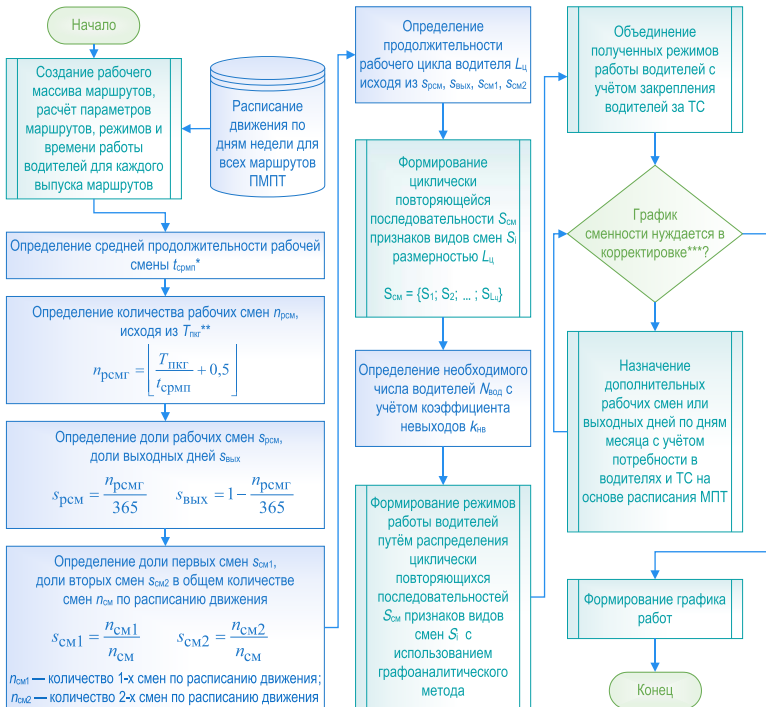 Начало
Создание рабочего
массива маршрутов,
расчёт параметров
маршрутов, режимов и
времени работы
водителей для каждого
выпуска маршрутов
Расписание
движения по
дням недели для
всех маршрутов
ПМПТ
Определение средней продолжительности рабочей
смены tсрмп*
Определение количества рабочих смен nрсм,
исходя из Tпкг**
nрсмг = ⌊Tпкг / tсрмп + 0,5⌋
Определение доли рабочих смен sрсм,
доли выходных дней sвых
sрсм = nрсмг / 365 sвых = 1 − nрсмг / 365
Определение доли первых смен sсм1,
доли вторых смен sсм2 в общем количестве
смен nсм по расписанию движения
sсм1 = nсм1 / nсм sсм2 = nсм2 / nсм
nсм1 — количество 1-х смен по расписанию движения;
nсм2 — количество 2-х смен по расписанию движения
Определение
продолжительности
рабочего цикла водителя Lц
исходя из sрсм, sвых, sсм1, sсм2
Формирование
циклически
повторяющейся
последовательности Sсм
признаков видов смен Si
размерностью Lц
Sсм = {S1; S2; ... ; SLц}
Определение необходимого
числа водителей Nвод с
учётом коэффициента
невыходов kнв
Формирование режимов
работы водителей
путём распределения
циклически
повторяющихся
последовательностей
Sсм признаков видов
смен Si с
использованием
графоаналитического
метода
Объединение
полученных режимов
работы водителей с
учётом закрепления
водителей за ТС
График
сменности нуждается в
корректировке***?
Назначение
дополнительных
рабочих смен или
выходных дней по дням
месяца с учётом
потребности в
водителях и ТС на
основе расписания МПТ
Формирование графика
работ
Конец